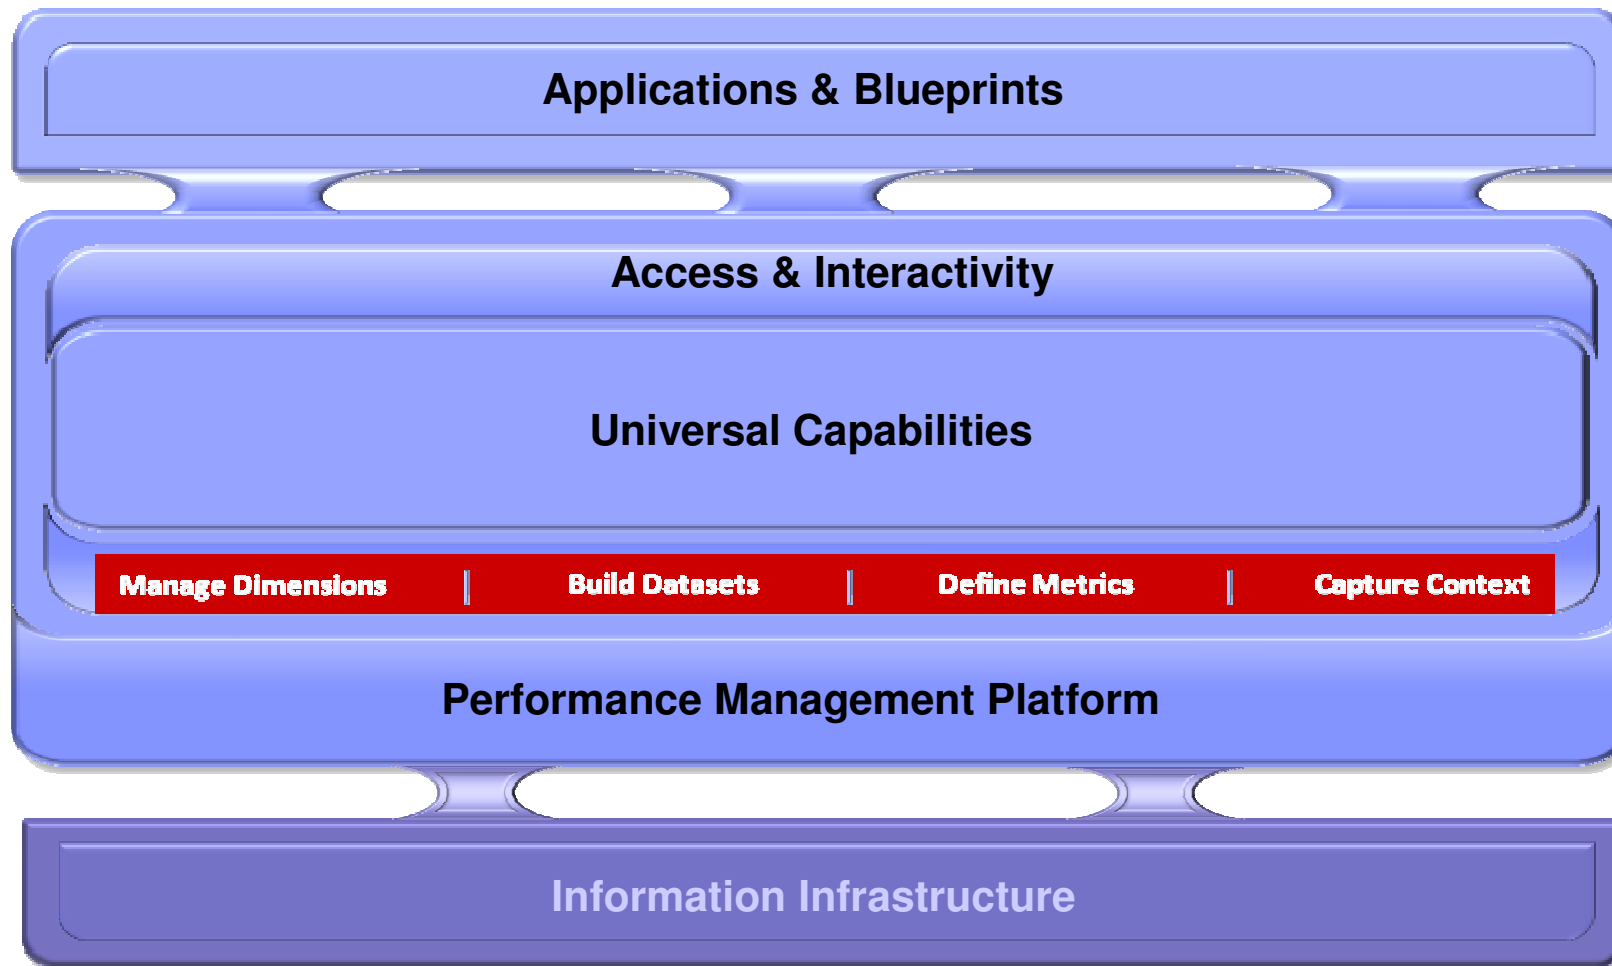 Applications & Blueprints
Access & Interactivity
Universal Capabilities
Manage Dimensions | Build Datasets | Define Metrics | Capture Context
Performance Management Platform
Information Infrastructure